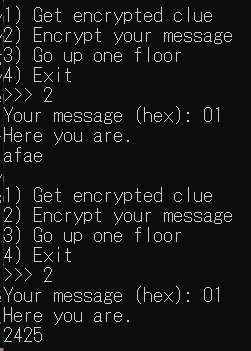 1) Get encrypted clue
2) Encrypt your message
3) Go up one floor
4) Exit
>>> 2
Your message (hex): 01
Here you are.
afae
1) Get encrypted clue
2) Encrypt your message
3) Go up one floor
4) Exit
>>> 2
Your message (hex): 01
Here you are.
2425